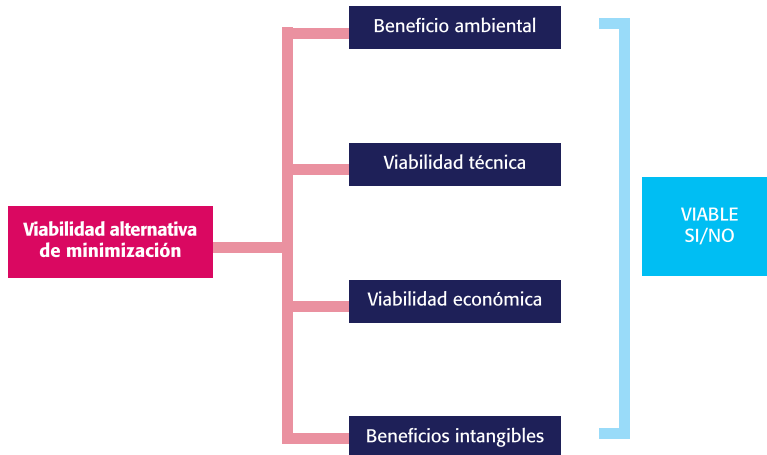 Beneficio ambiental
Viabilidad técnica
Viabilidad alternativa
de minimización
VIABLE
SI/NO
Viabilidad económica
Beneficios intangibles